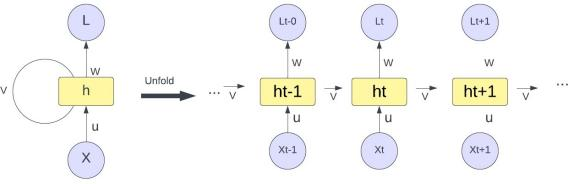 L
w
V
h
u
X
Unfold
...
V
Lt-0
w
ht-1
u
Xt-1
V
Lt
w
ht
u
Xt
V
Lt+1
w
ht+1
u
Xt+1
V
...